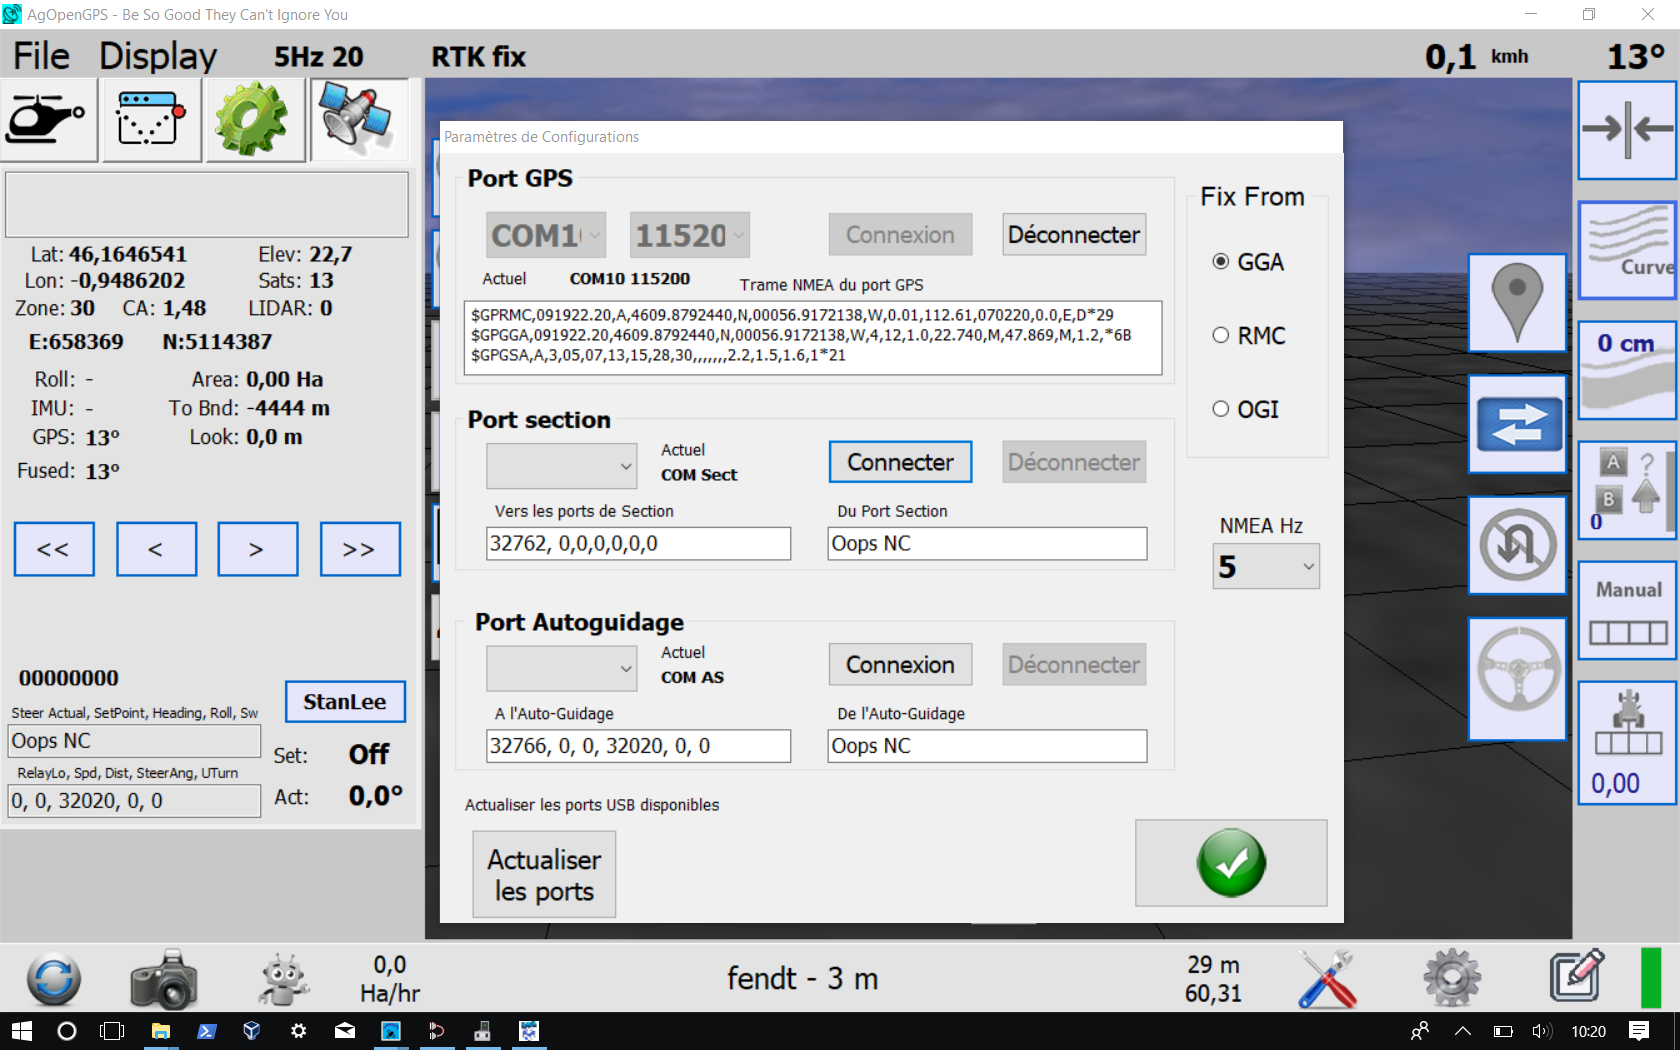 AgOpenGPS - Be So Good They Can't Ignore You
File Display 5Hz 20 RTK fix 0,1 kmh 13°
Lat: 46,1646541 Elev: 22,7
Lon: -0,9486202 Sats: 13
Zone: 30 CA: 1,48 LIDAR: 0
E:658369 N:5114387
Roll: - Area: 0,00 Ha
IMU: - To Bnd: -4444 m
GPS: 13° Look: 0,0 m
Fused: 13°
<< < > >>
00000000
StanLee
Steer Actual, SetPoint, Heading, Roll, Sw
Oops NC
Set: Off
RelayLo, Spd, Dist, SteerAng, UTurn
0, 0, 32020, 0, 0
Act: 0,0°
Paramètres de Configurations
Port GPS
COM1 11520 Connexion Déconnecter
Actuel COM10 115200 Trame NMEA du port GPS
$GPRMC,091922.20,A,4609.8792440,N,00056.9172138,W,0.01,112.61,070220,0.0,E,D*29
$GPGGA,091922.20,4609.8792440,N,00056.9172138,W,4,12,1.0,22.740,M,47.869,M,1.2,*6B
$GPGSA,A,3,05,07,13,15,28,30,,,,,,,2.2,1.5,1.6,1*21
Port section
Actuel
COM Sect
Connecter Déconnecter
Vers les ports de Section Du Port Section
32762, 0,0,0,0,0,0 Oops NC
Port Autoguidage
Actuel
COM AS
Connexion Déconnecter
A l'Auto-Guidage De l'Auto-Guidage
32766, 0, 0, 32020, 0, 0 Oops NC
Actualiser les ports USB disponibles
Actualiser
les ports
Fix From
GGA
RMC
OGI
NMEA Hz
5
Curve
0 cm
A ?
B
0
Manual
0,00
0,0
Ha/hr
fendt - 3 m
29 m
60,31
10:20